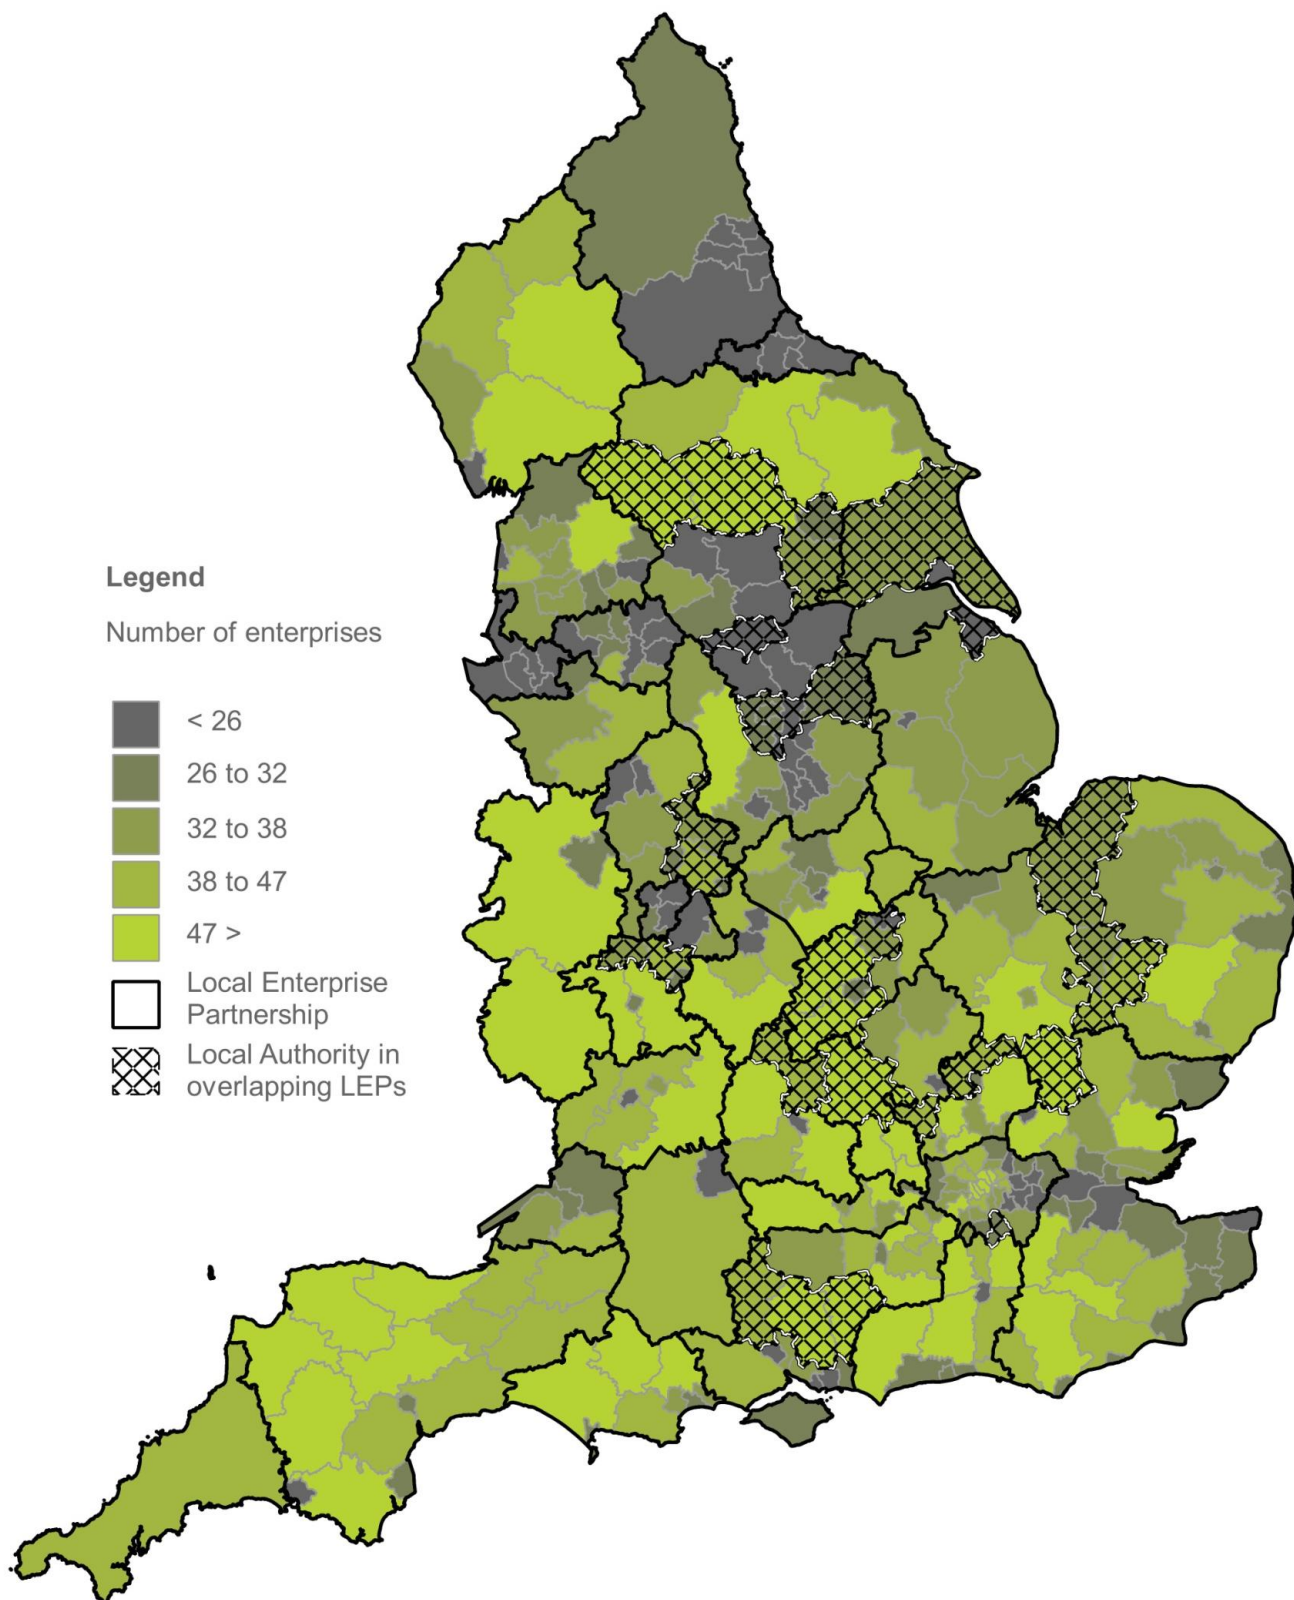 Legend
Number of enterprises
< 26
26 to 32
32 to 38
38 to 47
47 >
Local Enterprise
Partnership
Local Authority in
overlapping LEPs